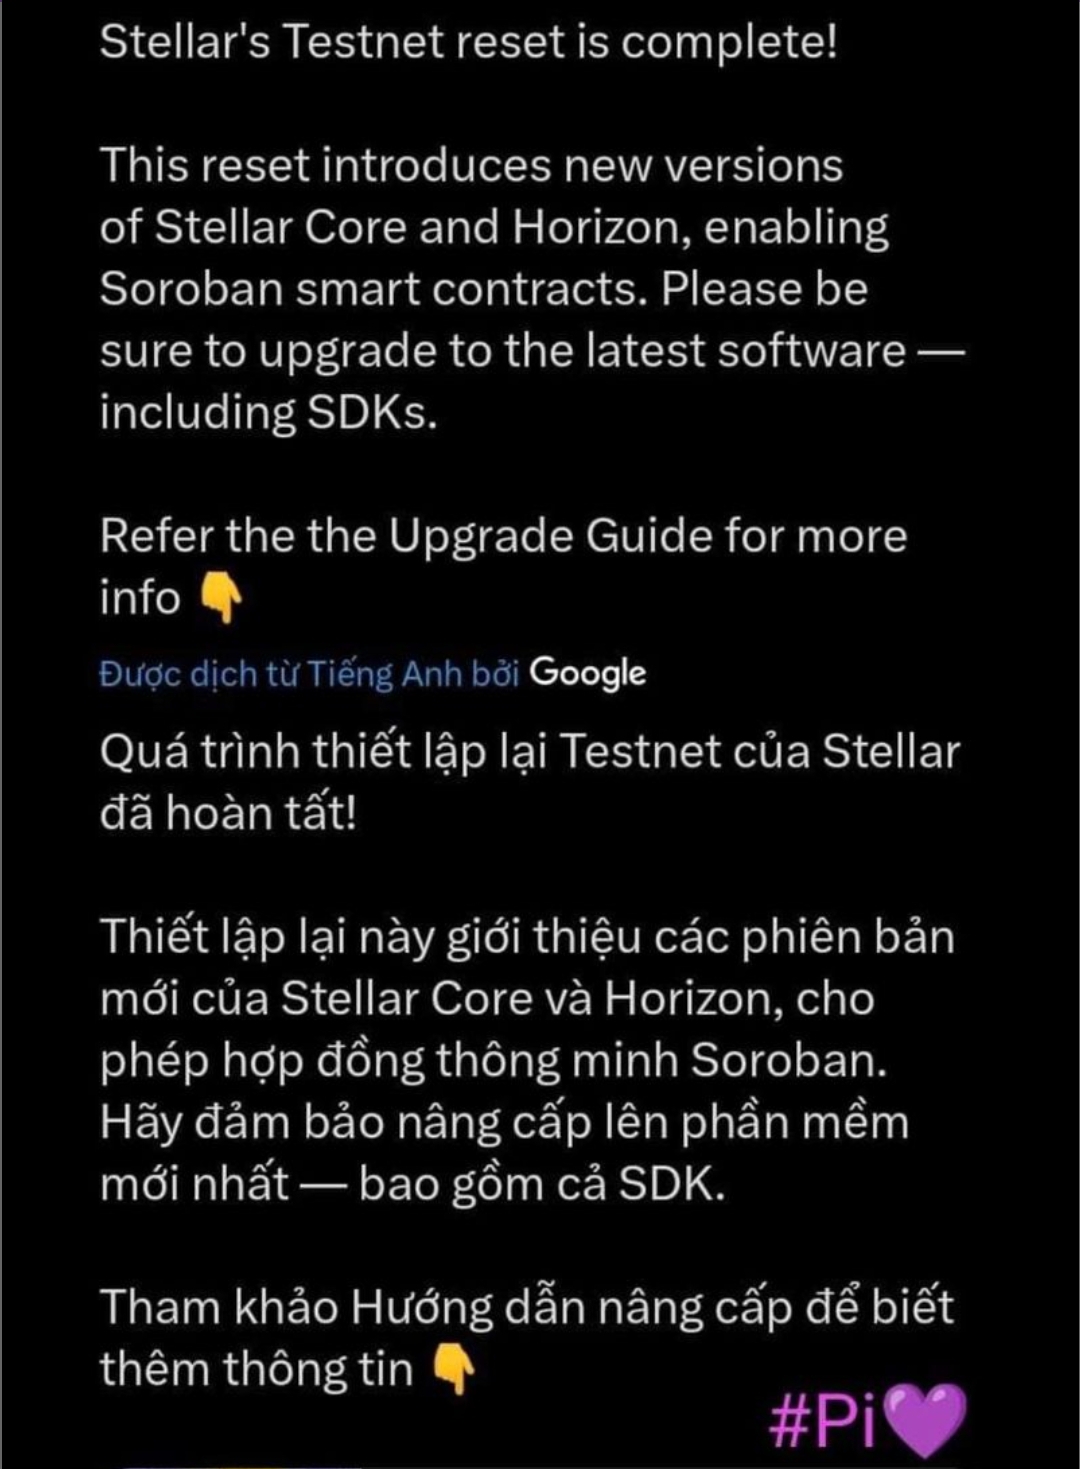 Stellar's Testnet reset is complete!
This reset introduces new versions
of Stellar Core and Horizon, enabling
Soroban smart contracts. Please be
sure to upgrade to the latest software —
including SDKs.
Refer the the Upgrade Guide for more
info 👇
Được dịch từ Tiếng Anh bởi Google
Quá trình thiết lập lại Testnet của Stellar
đã hoàn tất!
Thiết lập lại này giới thiệu các phiên bản
mới của Stellar Core và Horizon, cho
phép hợp đồng thông minh Soroban.
Hãy đảm bảo nâng cấp lên phần mềm
mới nhất — bao gồm cả SDK.
Tham khảo Hướng dẫn nâng cấp để biết
thêm thông tin 👇
#Pi💜